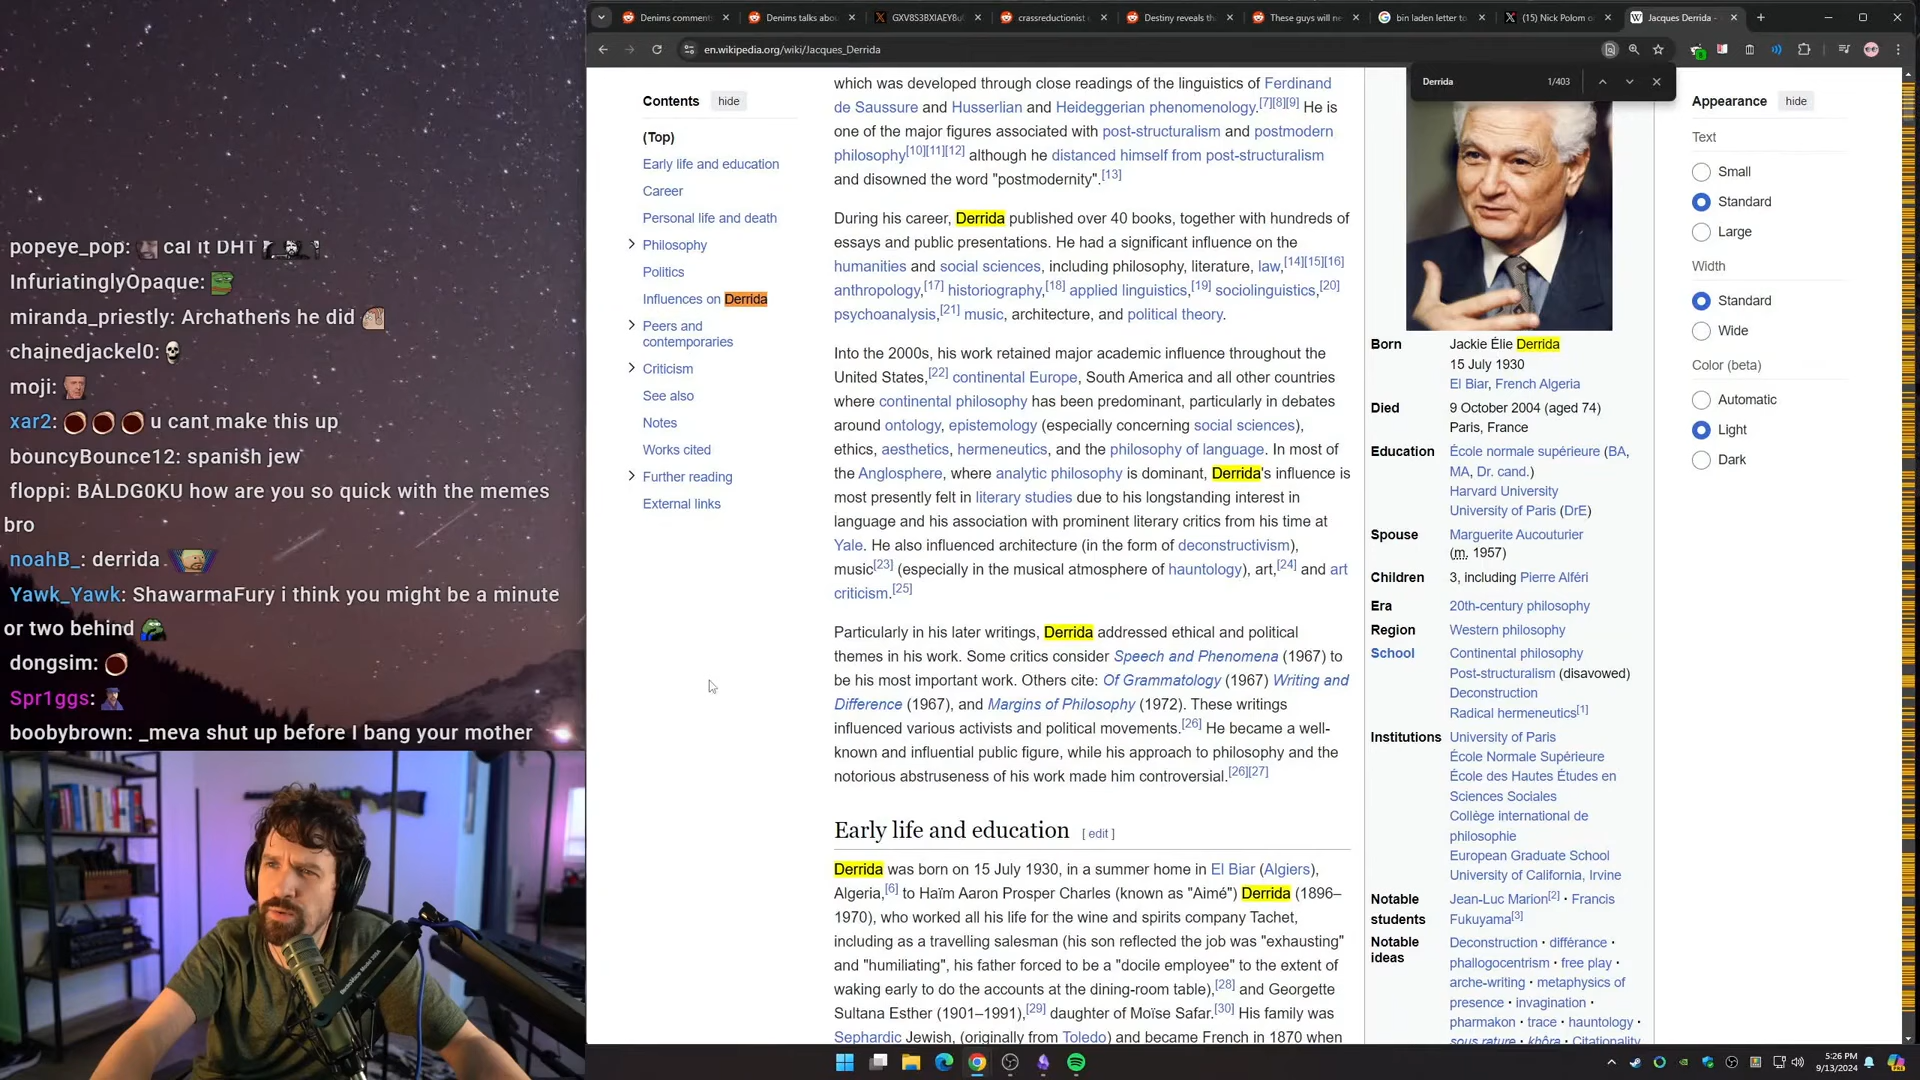 Denims comment
Denims talks abou
GXV8S3BXIAEY8u
crassreductionist
Destiny reveals th
These guys will ne
bin laden letter to
(15) Nick Polom o
Jacques Derrida -
en.wikipedia.org/wiki/Jacques_Derrida
Derrida
1/403
popeye_pop: cal it DHT
InfuriatinglyOpaque:
miranda_priestly: Archathens he did
chainedjackel0:
moji:
xar2: u cant make this up
bouncyBounce12: spanish jew
floppi: BALDG0KU how are you so quick with the memes
bro
noahB_: derrida
Yawk_Yawk: ShawarmaFury i think you might be a minute
or two behind
dongsim:
Spr1ggs:
boobybrown: _meva shut up before I bang your mother
Contents hide
(Top)
Early life and education
Career
Personal life and death
Philosophy
Politics
Influences on Derrida
Peers and
contemporaries
Criticism
See also
Notes
Works cited
Further reading
External links
which was developed through close readings of the linguistics of Ferdinand
de Saussure and Husserlian and Heideggerian phenomenology.[7][8][9] He is
one of the major figures associated with post-structuralism and postmodern
philosophy[10][11][12] although he distanced himself from post-structuralism
and disowned the word "postmodernity".[13]
During his career, Derrida published over 40 books, together with hundreds of
essays and public presentations. He had a significant influence on the
humanities and social sciences, including philosophy, literature, law,[14][15][16]
anthropology,[17] historiography,[18] applied linguistics,[19] sociolinguistics,[20]
psychoanalysis,[21] music, architecture, and political theory.
Into the 2000s, his work retained major academic influence throughout the
United States,[22] continental Europe, South America and all other countries
where continental philosophy has been predominant, particularly in debates
around ontology, epistemology (especially concerning social sciences),
ethics, aesthetics, hermeneutics, and the philosophy of language. In most of
the Anglosphere, where analytic philosophy is dominant, Derrida's influence is
most presently felt in literary studies due to his longstanding interest in
language and his association with prominent literary critics from his time at
Yale. He also influenced architecture (in the form of deconstructivism),
music[23] (especially in the musical atmosphere of hauntology), art,[24] and art
criticism.[25]
Particularly in his later writings, Derrida addressed ethical and political
themes in his work. Some critics consider Speech and Phenomena (1967) to
be his most important work. Others cite: Of Grammatology (1967) Writing and
Difference (1967), and Margins of Philosophy (1972). These writings
influenced various activists and political movements.[26] He became a well-
known and influential public figure, while his approach to philosophy and the
notorious abstruseness of his work made him controversial.[26][27]
Early life and education [ edit ]
Derrida was born on 15 July 1930, in a summer home in El Biar (Algiers),
Algeria,[6] to Haïm Aaron Prosper Charles (known as "Aimé") Derrida (1896–
1970), who worked all his life for the wine and spirits company Tachet,
including as a travelling salesman (his son reflected the job was "exhausting"
and "humiliating", his father forced to be a "docile employee" to the extent of
waking early to do the accounts at the dining-room table),[28] and Georgette
Sultana Esther (1901–1991),[29] daughter of Moïse Safar.[30] His family was
Sephardic Jewish, (originally from Toledo) and became French in 1870 when
Born Jackie Élie Derrida
15 July 1930
El Biar, French Algeria
Died 9 October 2004 (aged 74)
Paris, France
Education École normale supérieure (BA,
MA, Dr. cand.)
Harvard University
University of Paris (DrE)
Spouse Marguerite Aucouturier
(m. 1957)
Children 3, including Pierre Alféri
Era 20th-century philosophy
Region Western philosophy
School Continental philosophy
Post-structuralism (disavowed)
Deconstruction
Radical hermeneutics[1]
Institutions University of Paris
École Normale Supérieure
École des Hautes Études en
Sciences Sociales
Collège international de
philosophie
European Graduate School
University of California, Irvine
Notable Jean-Luc Marion[2] · Francis
students Fukuyama[3]
Notable Deconstruction · différance ·
ideas phallogocentrism · free play ·
arche-writing · metaphysics of
presence · invagination ·
pharmakon · trace · hauntology ·
sous rature · khôra · Citationality
Appearance hide
Text
Small
Standard
Large
Width
Standard
Wide
Color (beta)
Automatic
Light
Dark
5:26 PM
9/13/2024